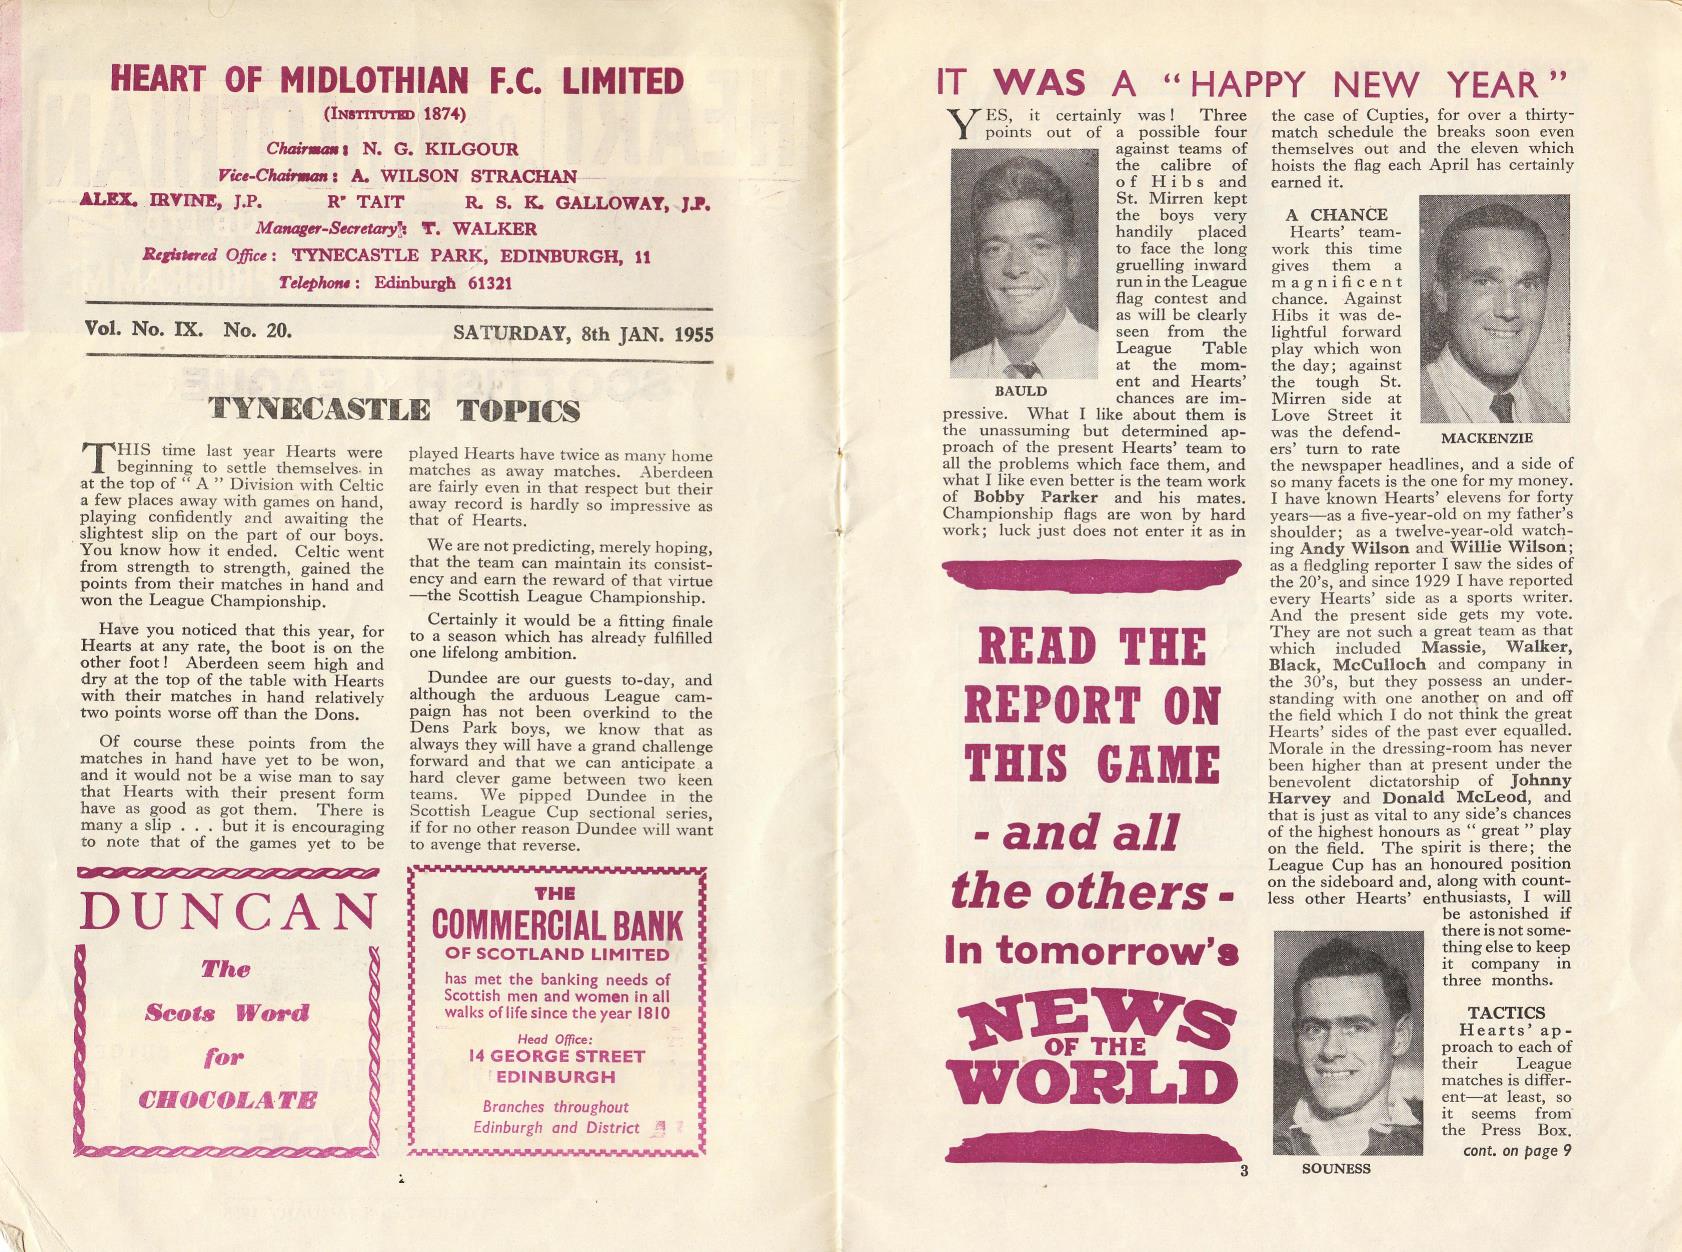 HEART OF MIDLOTHIAN F.C. LIMITED
(INSTITUTED 1874)
Chairman: N. G. KILGOUR
Vice-Chairman: A. WILSON STRACHAN
ALEX. IRVINE, J.P. R. TAIT R. S. K. GALLOWAY, J.P.
Manager-Secretary: T. WALKER
Registered Office: TYNECASTLE PARK, EDINBURGH, 11
Telephone: Edinburgh 61321
Vol. No. IX. No. 20. SATURDAY, 8th JAN. 1955
TYNECASTLE TOPICS
THIS time last year Hearts were
beginning to settle themselves in
at the top of "A" Division with Celtic
a few places away with games on hand,
playing confidently and awaiting the
slightest slip on the part of our boys.
You know how it ended. Celtic went
from strength to strength, gained the
points from their matches in hand and
won the League Championship.
Have you noticed that this year, for
Hearts at any rate, the boot is on the
other foot! Aberdeen seem high and
dry at the top of the table with Hearts
with their matches in hand relatively
two points worse off than the Dons.
Of course these points from the
matches in hand have yet to be won,
and it would not be a wise man to say
that Hearts with their present form
have as good as got them. There is
many a slip . . . but it is encouraging
to note that of the games yet to be
played Hearts have twice as many home
matches as away matches. Aberdeen
are fairly even in that respect but their
away record is hardly so impressive as
that of Hearts.
We are not predicting, merely hoping,
that the team can maintain its consist-
ency and earn the reward of that virtue
—the Scottish League Championship.
Certainly it would be a fitting finale
to a season which has already fulfilled
one lifelong ambition.
Dundee are our guests to-day, and
although the arduous League cam-
paign has not been overkind to the
Dens Park boys, we know that as
always they will have a grand challenge
forward and that we can anticipate a
hard clever game between two keen
teams. We pipped Dundee in the
Scottish League Cup sectional series,
if for no other reason Dundee will want
to avenge that reverse.
DUNCAN
The
Scots Word
for
CHOCOLATE
THE
COMMERCIAL BANK
OF SCOTLAND LIMITED
has met the banking needs of
Scottish men and women in all
walks of life since the year 1810
Head Office:
14 GEORGE STREET
EDINBURGH
Branches throughout
Edinburgh and District
2
IT WAS A "HAPPY NEW YEAR"
YES, it certainly was! Three
points out of a possible four
against teams of
the calibre of
of Hibs and
St. Mirren kept
the boys very
handily placed
to face the long
gruelling inward
run in the League
flag contest and
as will be clearly
seen from the
League Table
at the mom-
ent and Hearts'
chances are im-
BAULD
pressive. What I like about them is
the unassuming but determined ap-
proach of the present Hearts' team to
all the problems which face them, and
what I like even better is the team work
of Bobby Parker and his mates.
Championship flags are won by hard
work; luck just does not enter it as in
READ THE
REPORT ON
THIS GAME
- and all
the others -
In tomorrow's
NEWS
OF THE
WORLD
3
the case of Cupties, for over a thirty-
match schedule the breaks soon even
themselves out and the eleven which
hoists the flag each April has certainly
earned it.
A CHANCE
Hearts' team-
work this time
gives them a
magnificent
chance. Against
Hibs it was de-
lightful forward
play which won
the day; against
the tough St.
Mirren side at
Love Street it
was the defend-
ers' turn to rate
MACKENZIE
the newspaper headlines, and a side of
so many facets is the one for my money.
I have known Hearts' elevens for forty
years—as a five-year-old on my father's
shoulder; as a twelve-year-old watch-
ing Andy Wilson and Willie Wilson;
as a fledgling reporter I saw the sides of
the 20's, and since 1929 I have reported
every Hearts' side as a sports writer.
And the present side gets my vote.
They are not such a great team as that
which included Massie, Walker,
Black, McCulloch and company in
the 30's, but they possess an under-
standing with one another on and off
the field which I do not think the great
Hearts' sides of the past ever equalled.
Morale in the dressing-room has never
been higher than at present under the
benevolent dictatorship of Johnny
Harvey and Donald McLeod, and
that is just as vital to any side's chances
of the highest honours as "great" play
on the field. The spirit is there; the
League Cup has an honoured position
on the sideboard and, along with count-
less other Hearts' enthusiasts, I will
be astonished if
there is not some-
thing else to keep
it company in
three months.
TACTICS
Hearts' ap-
proach to each of
their League
matches is differ-
ent—at least, so
it seems from
the Press Box.
cont. on page 9
SOUNESS